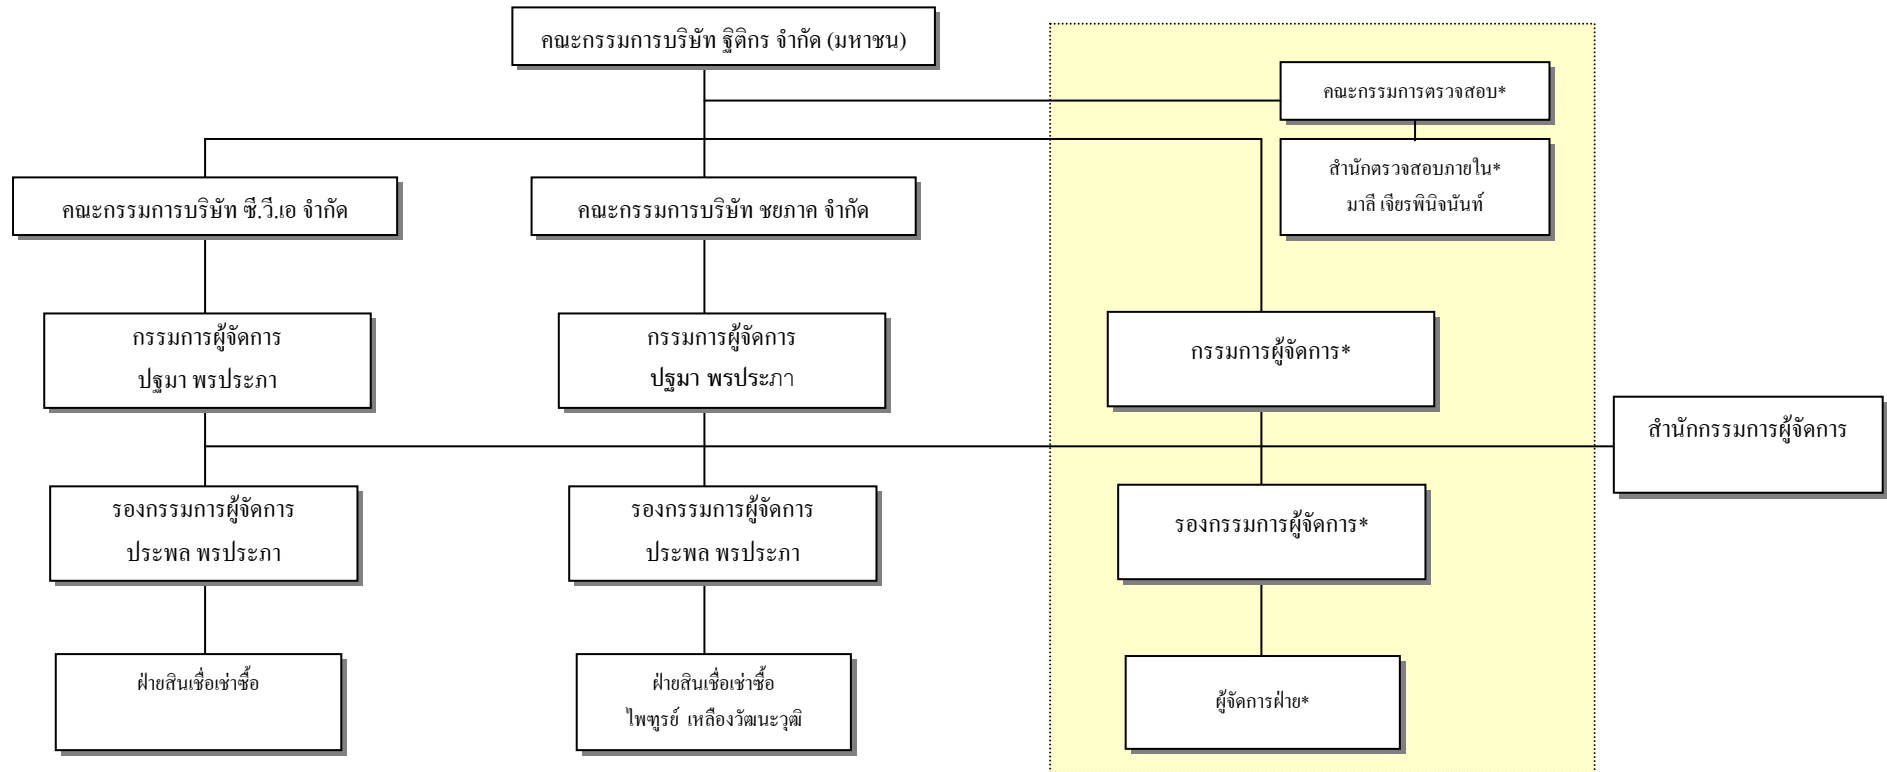 คณะกรรมการบริษัท ฐิติกร จำกัด (มหาชน)
คณะกรรมการตรวจสอบ*
สำนักตรวจสอบภายใน*
มาลี เจียรพินิจนันท์
คณะกรรมการบริษัท ซี.วี.เอ จำกัด
คณะกรรมการบริษัท ชยภาค จำกัด
กรรมการผู้จัดการ
ปฐมา พรประภา
กรรมการผู้จัดการ
ปฐมา พรประภา
กรรมการผู้จัดการ*
สำนักกรรมการผู้จัดการ
รองกรรมการผู้จัดการ
ประพล พรประภา
รองกรรมการผู้จัดการ
ประพล พรประภา
รองกรรมการผู้จัดการ*
ฝ่ายสินเชื่อเช่าซื้อ
ฝ่ายสินเชื่อเช่าซื้อ
ไพฑูรย์ เหลืองวัฒนะวุฒิ
ผู้จัดการฝ่าย*